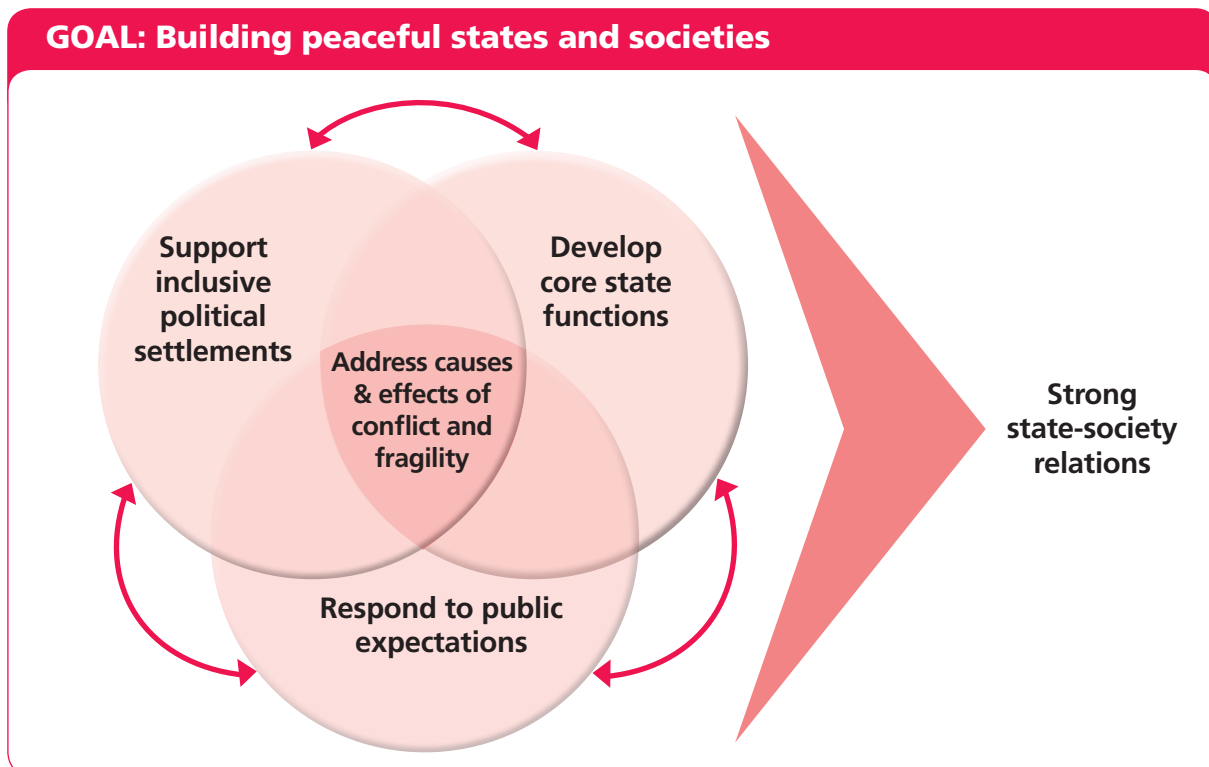 GOAL: Building peaceful states and societies
Support
inclusive
political
settlements
Develop
core state
functions
Address causes
& effects of
conflict and
fragility
Respond to public
expectations
Strong
state-society
relations